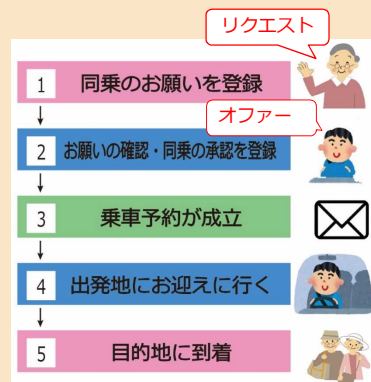 リクエスト
1 同乗のお願いを登録
オファー
2 お願いの確認・同乗の承認を登録
3 乗車予約が成立
4 出発地にお迎えに行く
5 目的地に到着